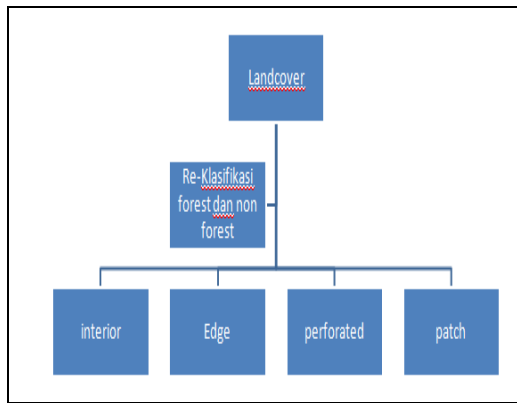 Landcover
Re-Klasifikasi
forest dan non
forest
interior
Edge
perforated
patch